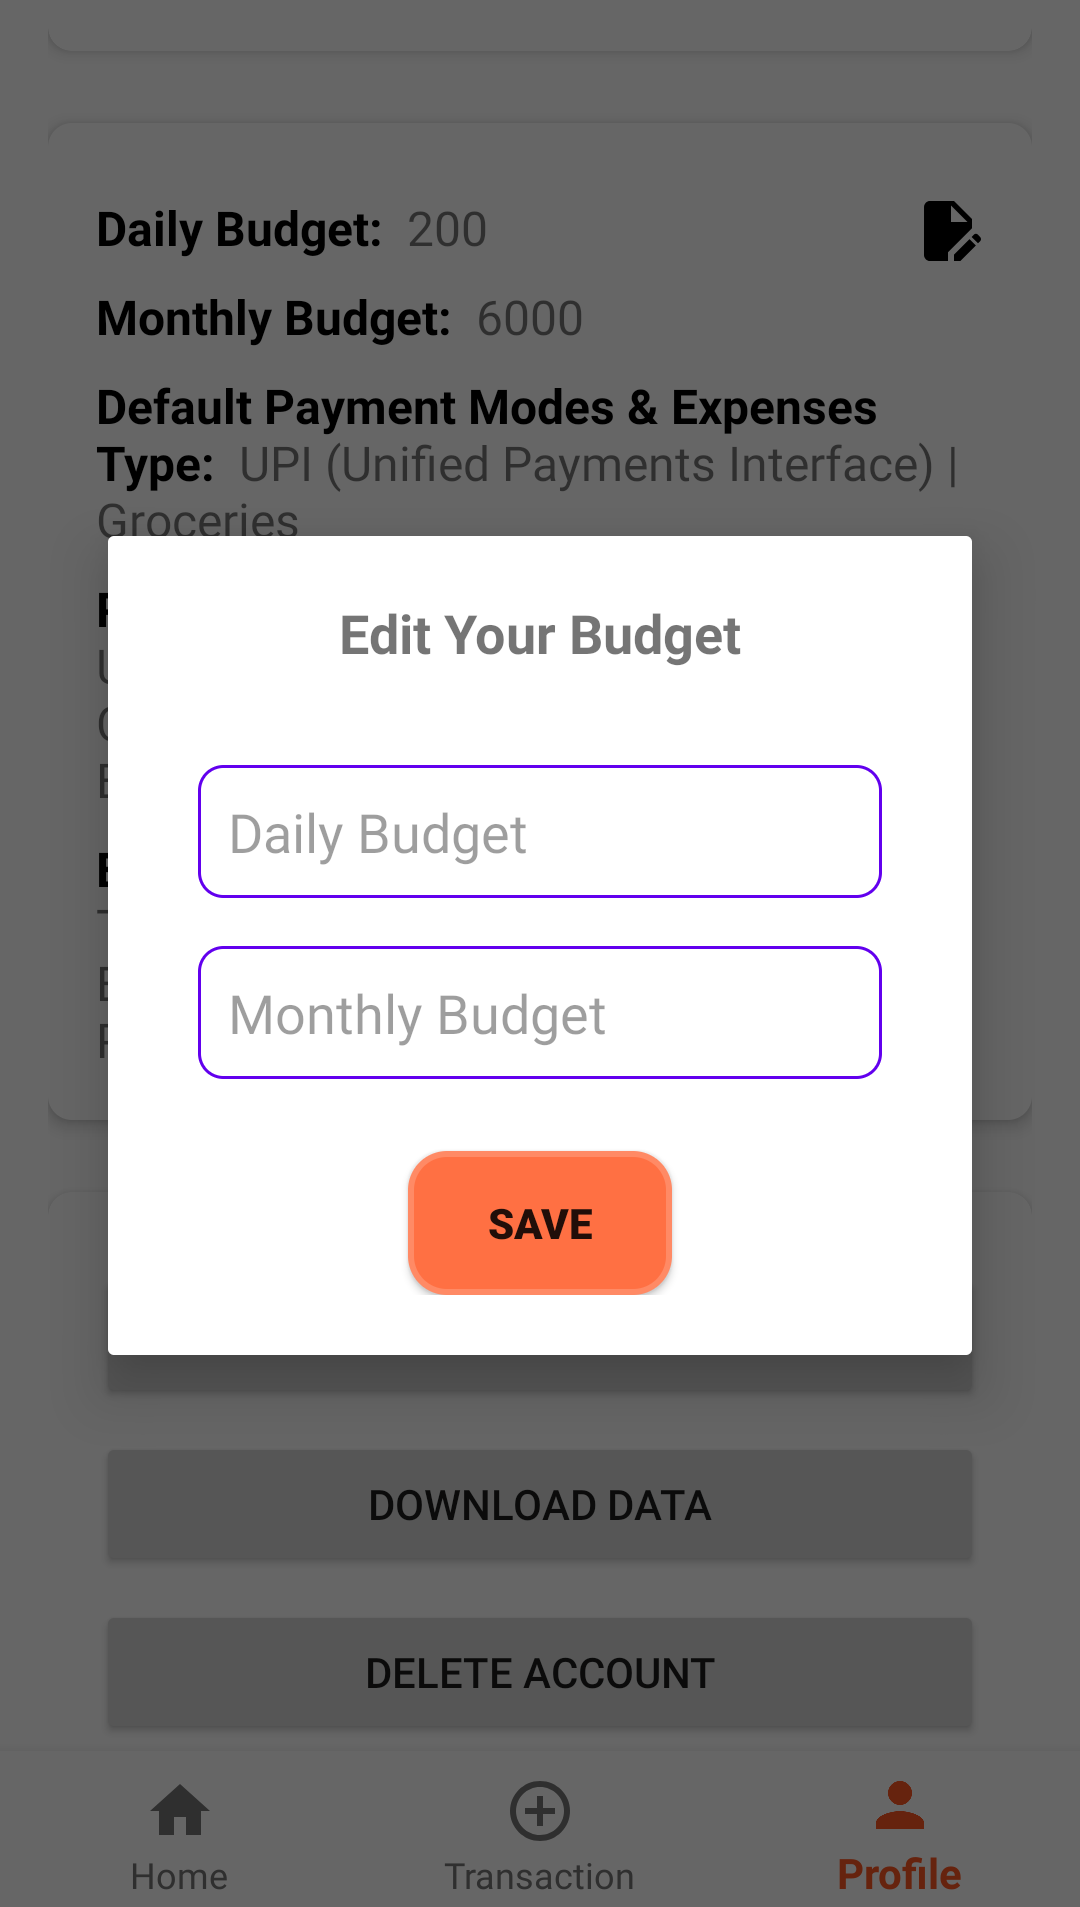 Daily Budget: 200
Monthly Budget: 6000
Default Payment Modes & Expenses
Type: UPI (Unified Payments Interface) |
Groceries
Edit Your Budget
Daily Budget
Monthly Budget
SAVE
DOWNLOAD DATA
DELETE ACCOUNT
Home
Transaction
Profile